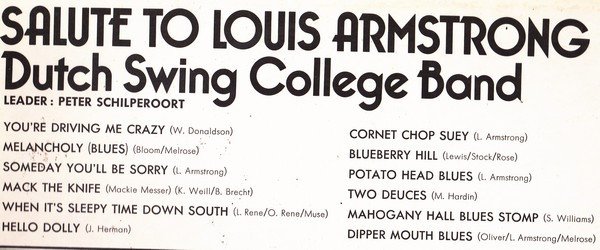 SALUTE TO LOUIS ARMSTRONG
Dutch Swing College Band
LEADER: PETER SCHILPEROORT
YOU'RE DRIVING ME CRAZY (W. Donaldson)
MELANCHOLY (BLUES) (Bloom/Melrose)
SOMEDAY YOU'LL BE SORRY (L. Armstrong)
MACK THE KNIFE (Mackie Messer) (K. Weill/B. Brecht)
WHEN IT'S SLEEPY TIME DOWN SOUTH (L. Rene/O. Rene/Muse)
HELLO DOLLY (J. Herman)
CORNET CHOP SUEY (L. Armstrong)
BLUEBERRY HILL (Lewis/Stock/Rose)
POTATO HEAD BLUES (L. Armstrong)
TWO DEUCES (M. Hardin)
MAHOGANY HALL BLUES STOMP (S. Williams)
DIPPER MOUTH BLUES (Oliver/L. Armstrong/Melrose)